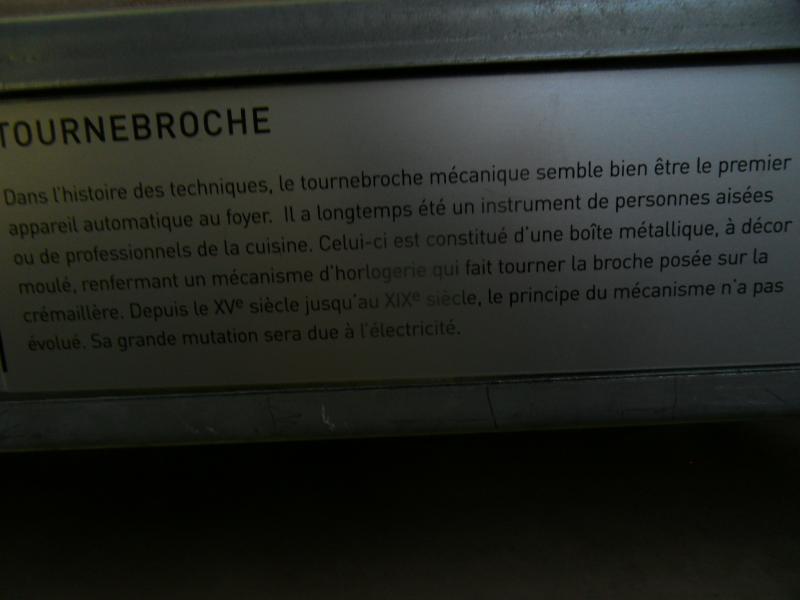 TOURNEBROCHE
Dans l'histoire des techniques, le tournebroche mécanique semble bien être le premier
appareil automatique au foyer. Il a longtemps été un instrument de personnes aisées
ou de professionnels de la cuisine. Celui-ci est constitué d'une boîte métallique, à décor
moulé, renfermant un mécanisme d'horlogerie qui fait tourner la broche posée sur la
crémaillère. Depuis le XVe siècle jusqu'au XIXe siècle, le principe du mécanisme n'a pas
évolué. Sa grande mutation sera due à l'électricité.